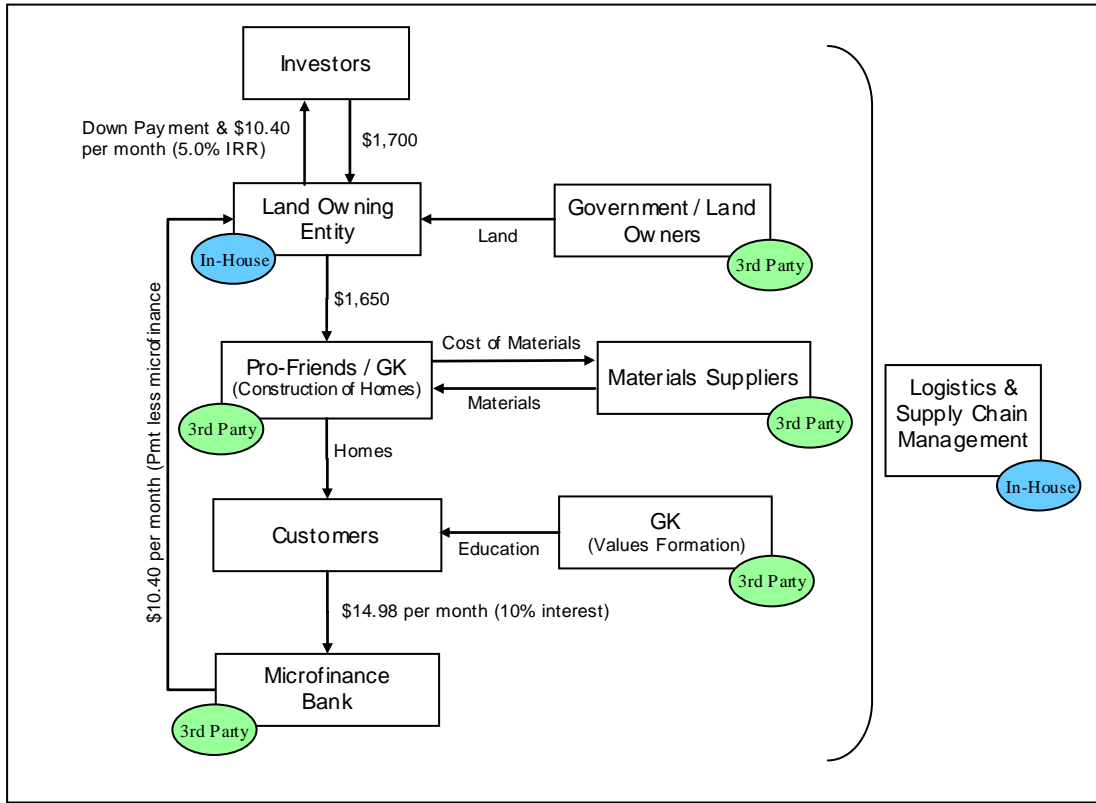 Investors
Down Payment & $10.40
per month (5.0% IRR)
$1,700
Land Owning
Entity
In-House
Land
Government / Land
Owners
3rd Party
$1,650
Pro-Friends / GK
(Construction of Homes)
3rd Party
Cost of Materials
Materials
Materials Suppliers
3rd Party
Logistics &
Supply Chain
Management
In-House
Homes
Customers
Education
GK
(Values Formation)
3rd Party
$14.98 per month (10% interest)
Microfinance
Bank
3rd Party
$10.40 per month (Pmt less microfinance